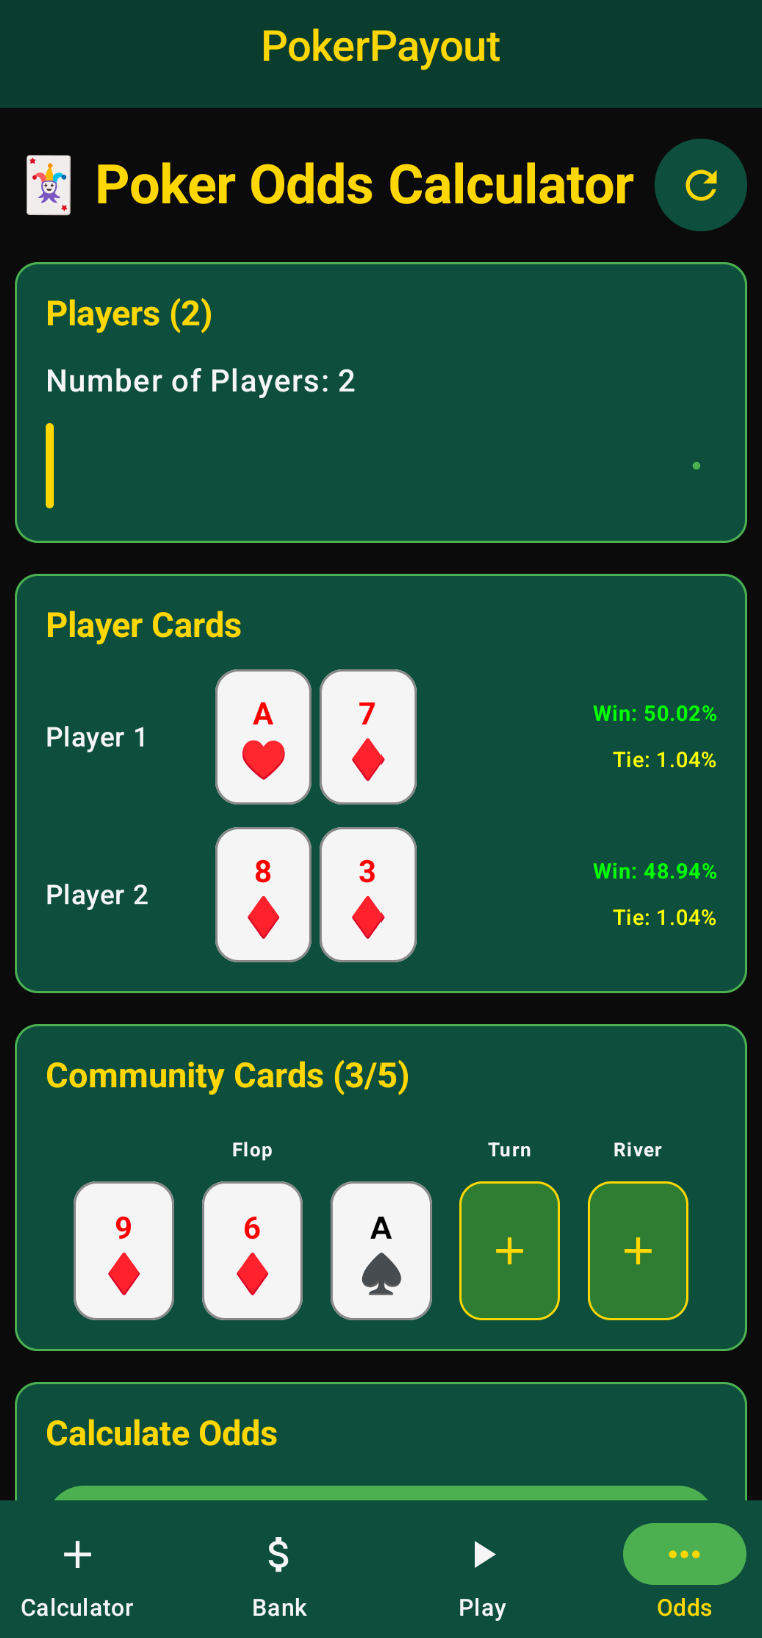 PokerPayout
Poker Odds Calculator
Players (2)
Number of Players: 2
Player Cards
Player 1
A
7
Win: 50.02%
Tie: 1.04%
Player 2
8
3
Win: 48.94%
Tie: 1.04%
Community Cards (3/5)
Flop
Turn
River
9
6
A
+
+
Calculate Odds
Calculator
Bank
Play
Odds